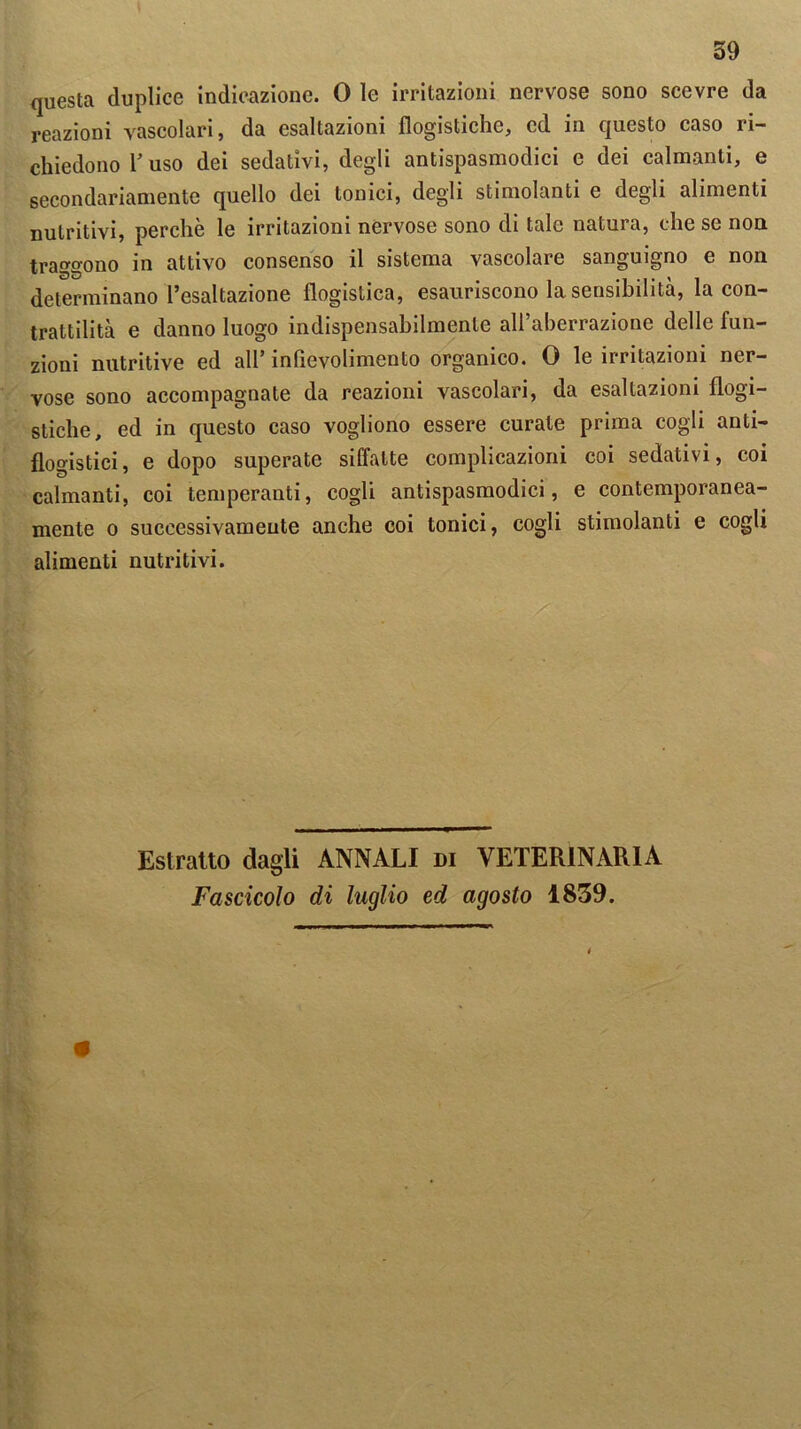 39
questa duplice indicazione. O le irritazioni nervose sono scevre da
reazioni vascolari, da esaltazioni flogistiche, ed in questo caso ri-
chiedono l'uso dei sedativi, degli antispasmodici e dei calmanti, e
secondariamente quello dei tonici, degli stimolanti e degli alimenti
nutritivi, perchè le irritazioni nervose sono di tale natura, che se non
traggono in attivo consenso il sistema vascolare sanguigno e non
determinano l'esaltazione flogistica, esauriscono la sensibilità, la con-
trattilità e danno luogo indispensabilmente all'aberrazione delle fun-
zioni nutritive ed all' infievolimento organico. O le irritazioni ner-
vose sono accompagnate da reazioni vascolari, da esaltazioni flogi-
stiche, ed in questo caso vogliono essere curate prima cogli anti-
flogistici, e dopo superate siffatte complicazioni coi sedativi, coi
calmanti, coi temperanti, cogli antispasmodici, e contemporanea-
mente o successivamente anche coi tonici, cogli stimolanti e cogli
alimenti nutritivi.
Estratto dagli ANNALI DI VETERINARIA
Fascicolo di luglio ed agosto 1839.